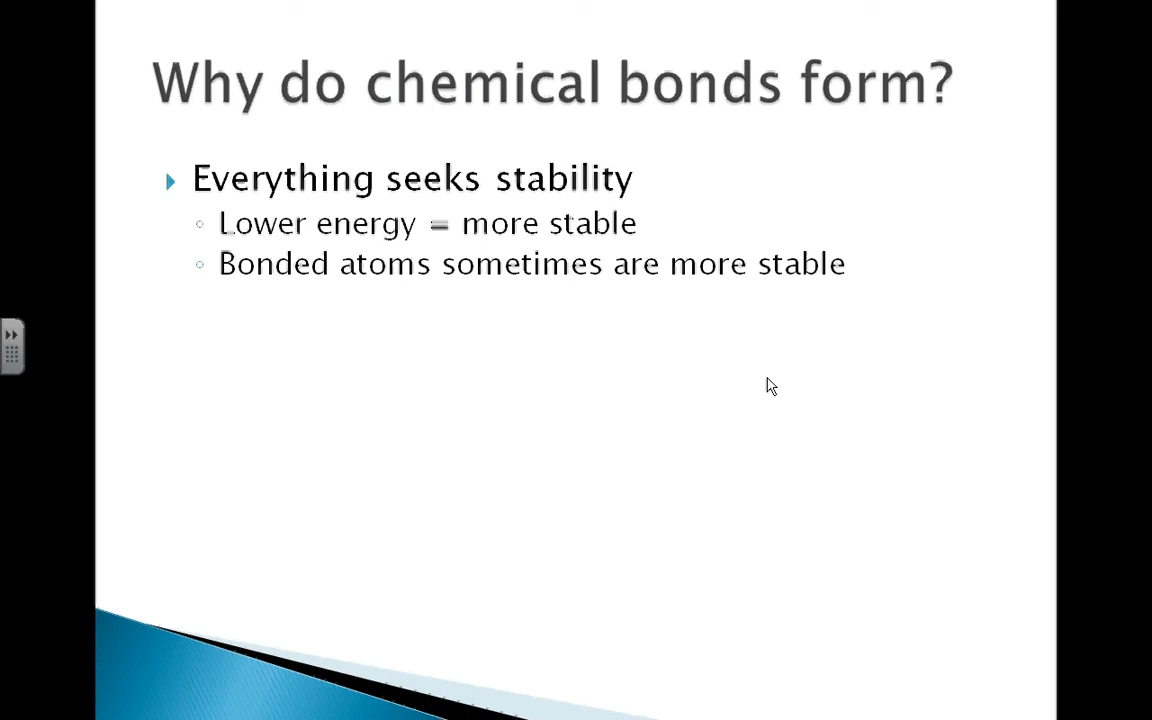 Why do chemical bonds form?
Everything seeks stability
Lower energy = more stable
Bonded atoms sometimes are more stable